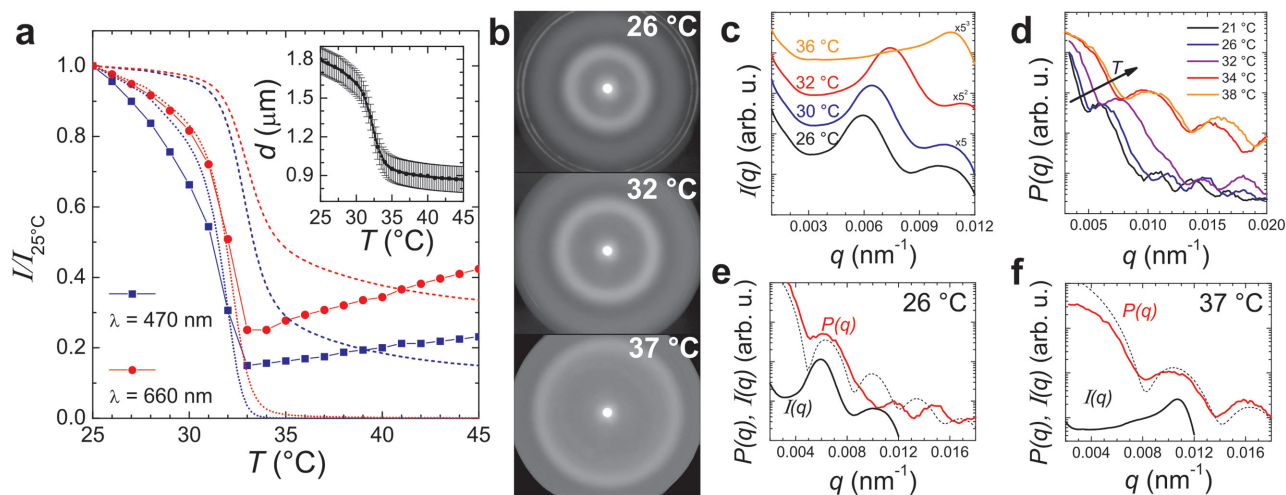 a
I/I25°C
1.0
0.8
0.6
0.4
0.2
0.0
25
30
35
40
45
T (°C)
λ = 470 nm
λ = 660 nm
d (μm)
1.8
1.5
1.2
0.9
25 30 35 40 45
T (°C)
b
26 °C
32 °C
37 °C
c
I(q) (arb. u.)
36 °C
x5³
32 °C
x5²
30 °C
x5
26 °C
0.003 0.006 0.009 0.012
q (nm⁻¹)
d
P(q) (arb. u.)
T
21 °C
26 °C
32 °C
34 °C
38 °C
0.005 0.010 0.015 0.020
q (nm⁻¹)
e
26 °C
P(q), I(q) (arb. u.)
P(q)
I(q)
0.004 0.008 0.012 0.016
q (nm⁻¹)
f
37 °C
P(q), I(q) (arb. u.)
P(q)
I(q)
0.004 0.008 0.012 0.016
q (nm⁻¹)